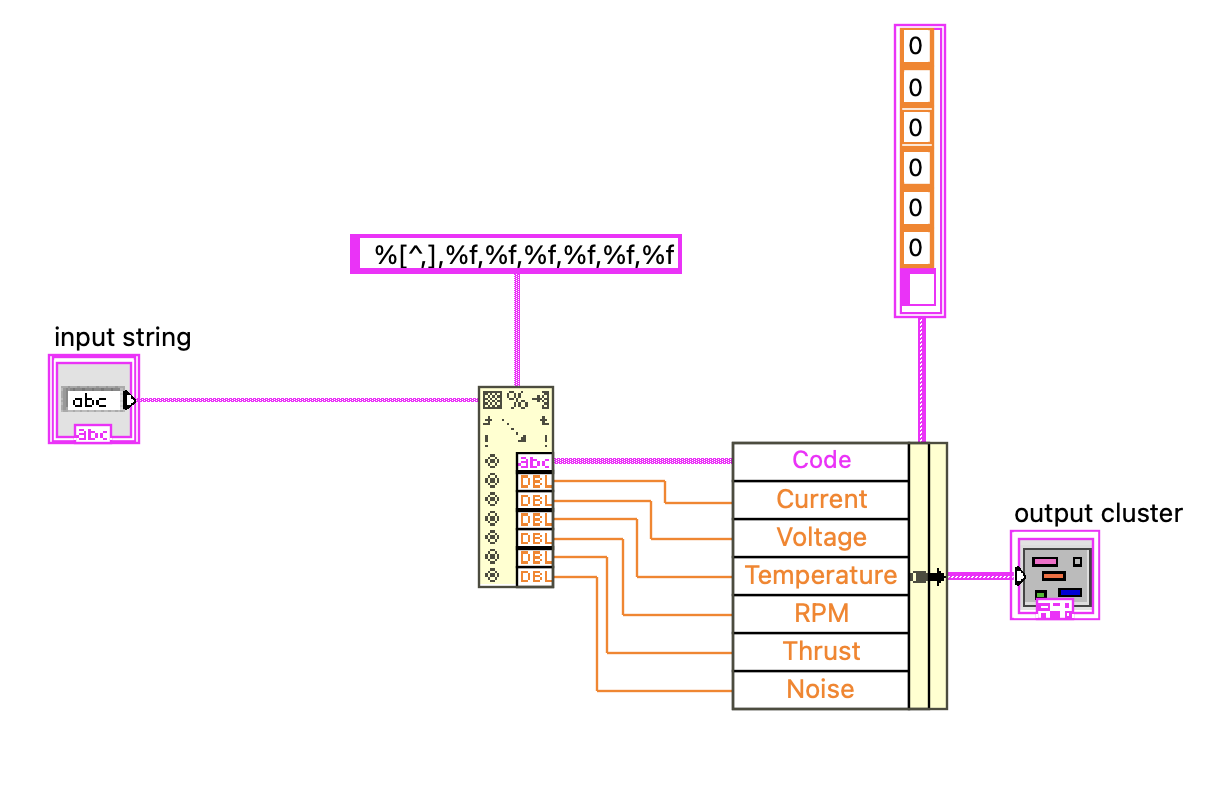 0
0
0
0
0
0
%[^,],%f,%f,%f,%f,%f,%f
input string
abc
abc
%
abc
DBL
DBL
DBL
DBL
DBL
DBL
Code
Current
Voltage
Temperature
RPM
Thrust
Noise
output cluster